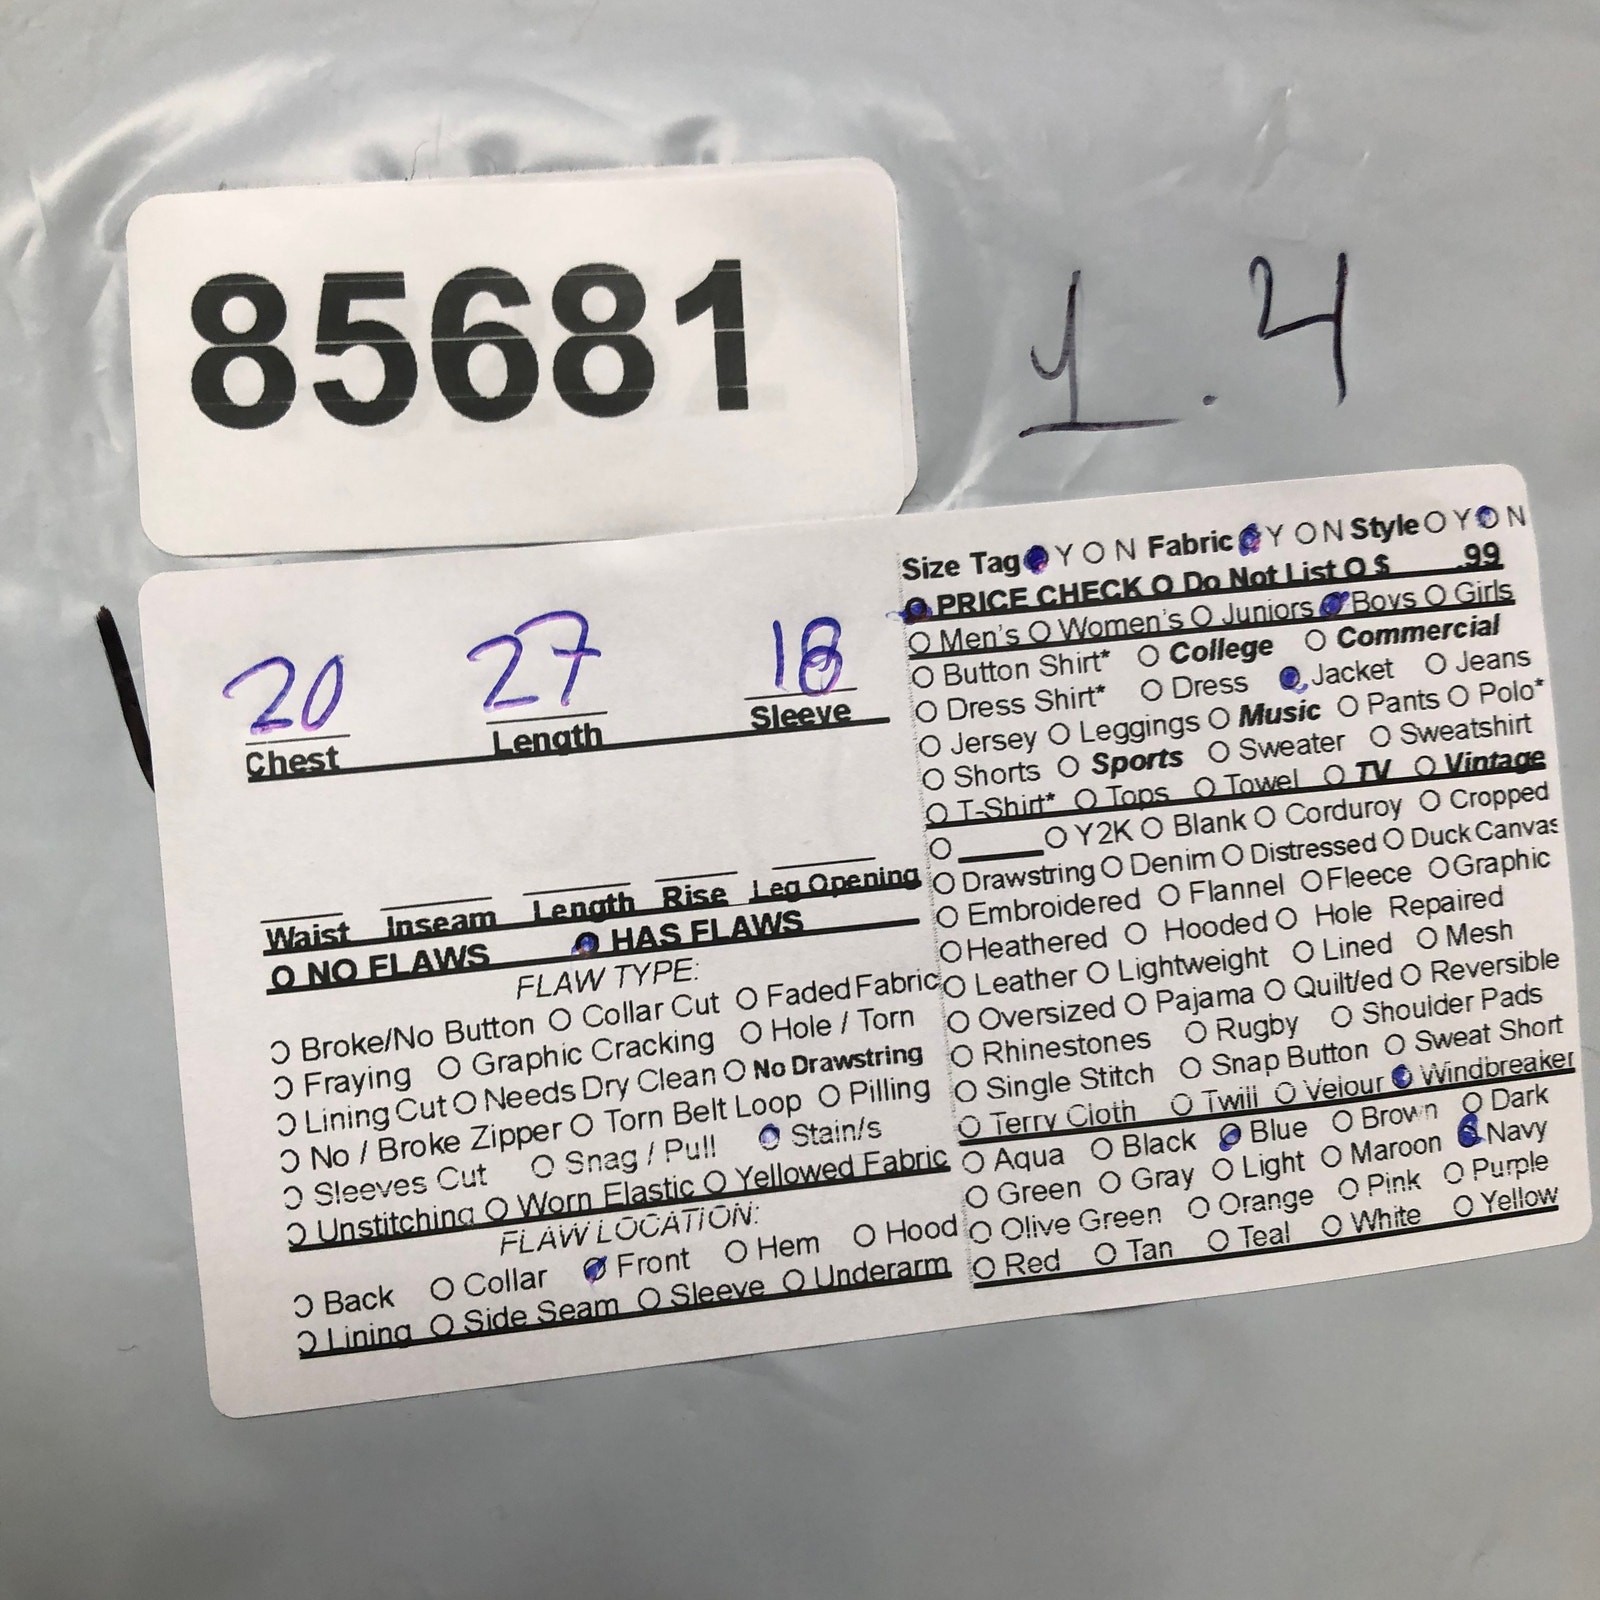 85681
1.4
20 27 18
Chest Length Sleeve
Waist Inseam Length Rise Leg Opening
O NO FLAWS O HAS FLAWS
FLAW TYPE:
O Broke/No Button O Collar Cut O Faded Fabric
O Fraying O Graphic Cracking O Hole / Torn
O Lining Cut O Needs Dry Clean O No Drawstring
O No / Broke Zipper O Torn Belt Loop O Pilling
O Sleeves Cut O Snag / Pull O Stain/s
O Unstitching O Worn Elastic O Yellowed Fabric
FLAW LOCATION:
O Back O Collar O Front O Hem O Hood
O Lining O Side Seam O Sleeve O Underarm
Size Tag O Y O N Fabric O Y O N Style O Y O N
O PRICE CHECK O Do Not List O $____.99
O Men's O Women's O Juniors O Boys O Girls
O Button Shirt* O College O Commercial
O Dress Shirt* O Dress O Jacket O Jeans
O Jersey O Leggings O Music O Pants O Polo*
O Shorts O Sports O Sweater O Sweatshirt
O T-Shirt* O Tops O Towel O TV O Vintage
O _____ O Y2K O Blank O Corduroy O Cropped
O Drawstring O Denim O Distressed O Duck Canvas
O Embroidered O Flannel O Fleece O Graphic
O Heathered O Hooded O Hole Repaired
O Leather O Lightweight O Lined O Mesh
O Oversized O Pajama O Quilt/ed O Reversible
O Rhinestones O Rugby O Shoulder Pads
O Single Stitch O Snap Button O Sweat Short
O Terry Cloth O Twill O Velour O Windbreaker
O Aqua O Black O Blue O Brown O Dark
O Green O Gray O Light O Maroon O Navy
O Olive Green O Orange O Pink O Purple
O Red O Tan O Teal O White O Yellow